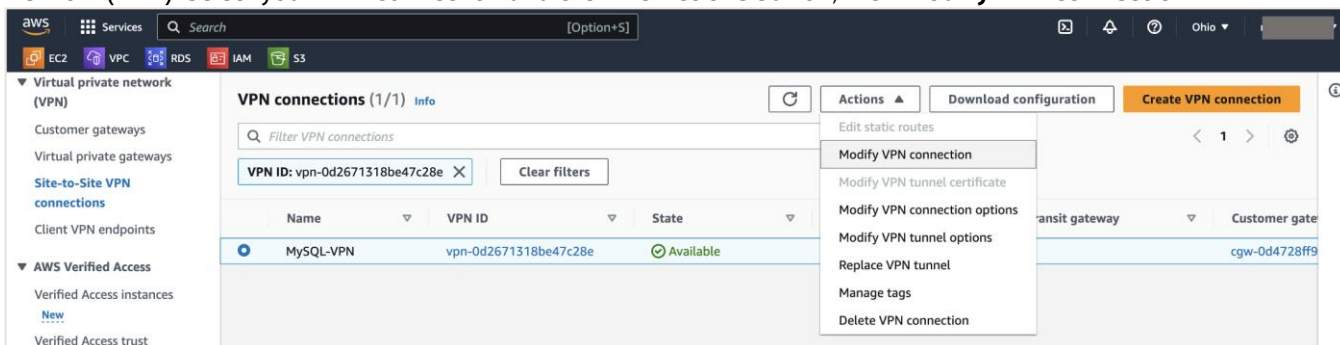 aws Services Search [Option+S] Ohio
EC2 VPC RDS IAM S3
Virtual private network (VPN)
Customer gateways
Virtual private gateways
Site-to-Site VPN connections
Client VPN endpoints
AWS Verified Access
Verified Access instances
New
Verified Access trust
VPN connections (1/1) Info
Actions Download configuration Create VPN connection
Filter VPN connections
1
VPN ID: vpn-0d2671318be47c28e Clear filters
Edit static routes
Modify VPN connection
Modify VPN tunnel certificate
Modify VPN connection options
Modify VPN tunnel options
Replace VPN tunnel
Manage tags
Delete VPN connection
Name VPN ID State ansit gateway Customer gate
MySQL-VPN vpn-0d2671318be47c28e Available cgw-0d4728ff9